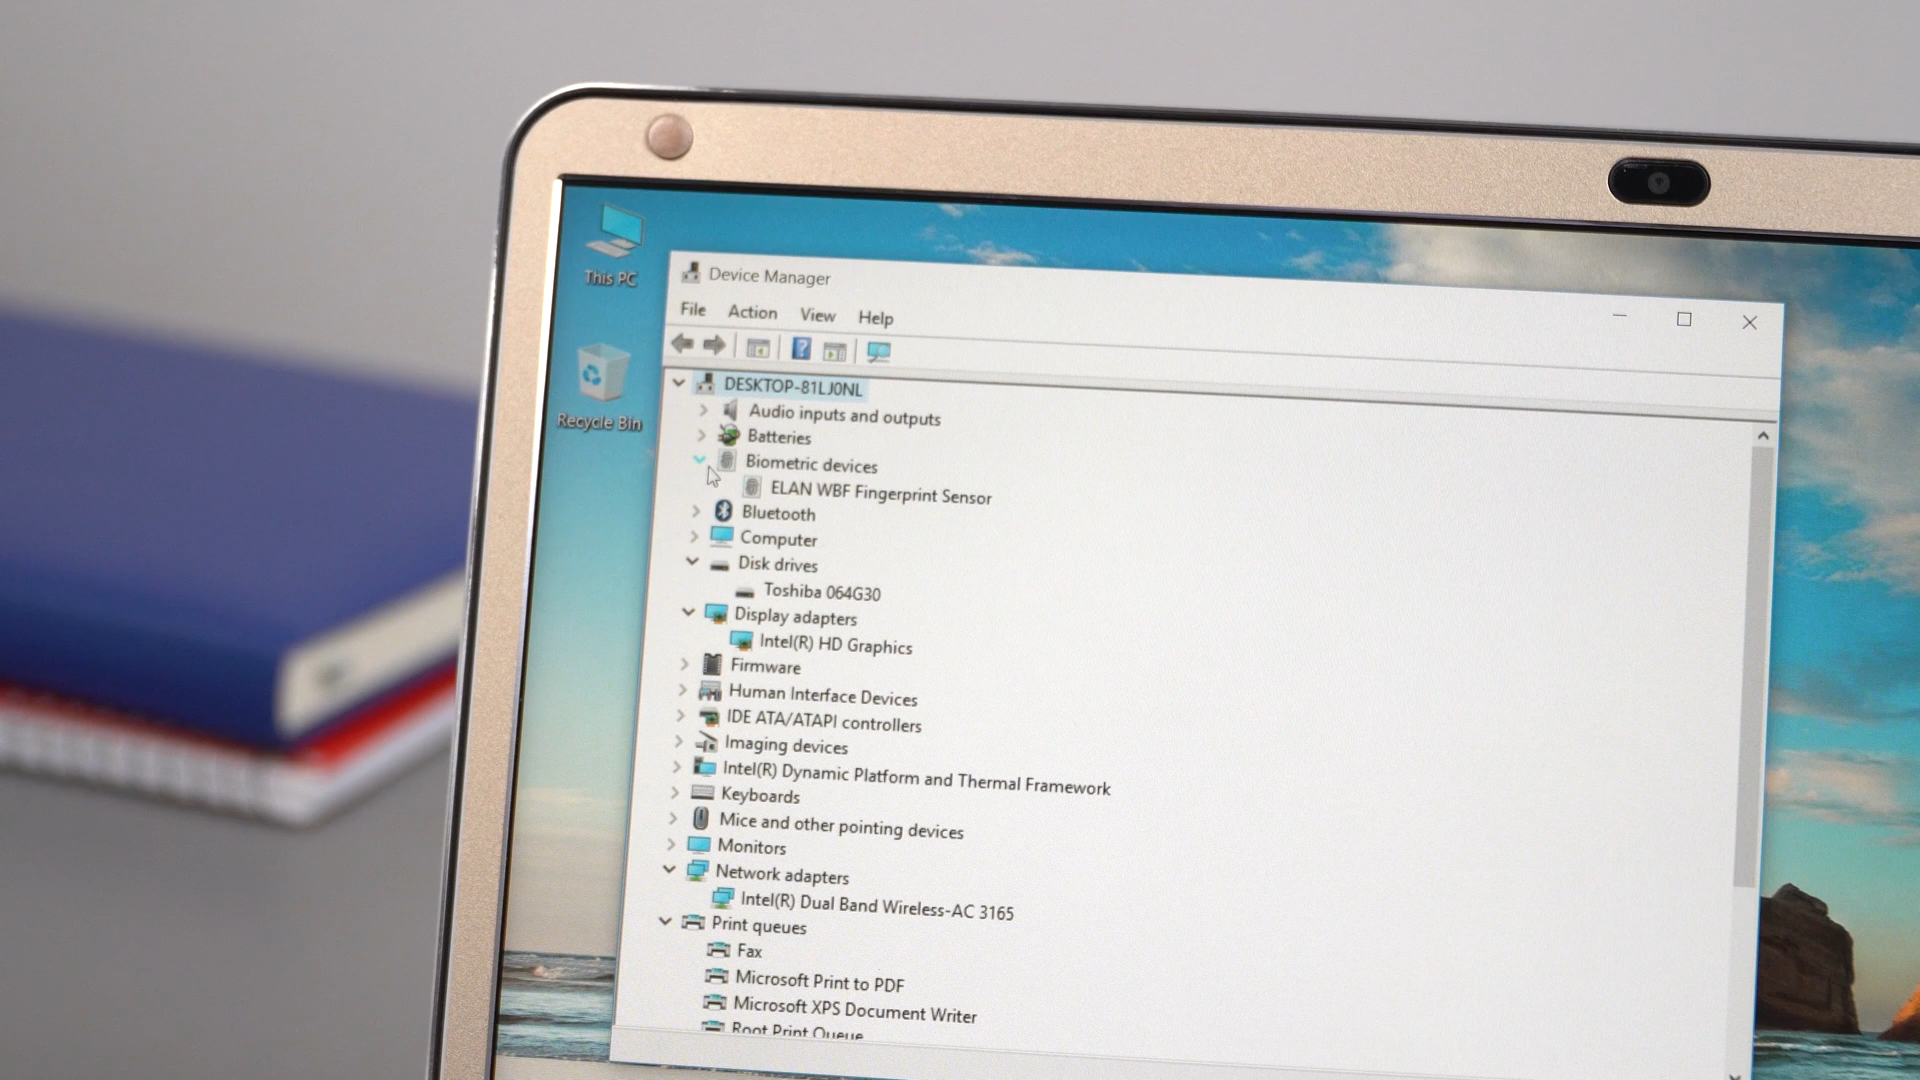 This PC
Recycle Bin
Device Manager
File Action View Help
DESKTOP-81LJ0NL
Audio inputs and outputs
Batteries
Biometric devices
ELAN WBF Fingerprint Sensor
Bluetooth
Computer
Disk drives
Toshiba 064G30
Display adapters
Intel(R) HD Graphics
Firmware
Human Interface Devices
IDE ATA/ATAPI controllers
Imaging devices
Intel(R) Dynamic Platform and Thermal Framework
Keyboards
Mice and other pointing devices
Monitors
Network adapters
Intel(R) Dual Band Wireless-AC 3165
Print queues
Fax
Microsoft Print to PDF
Microsoft XPS Document Writer
Root Print Queue